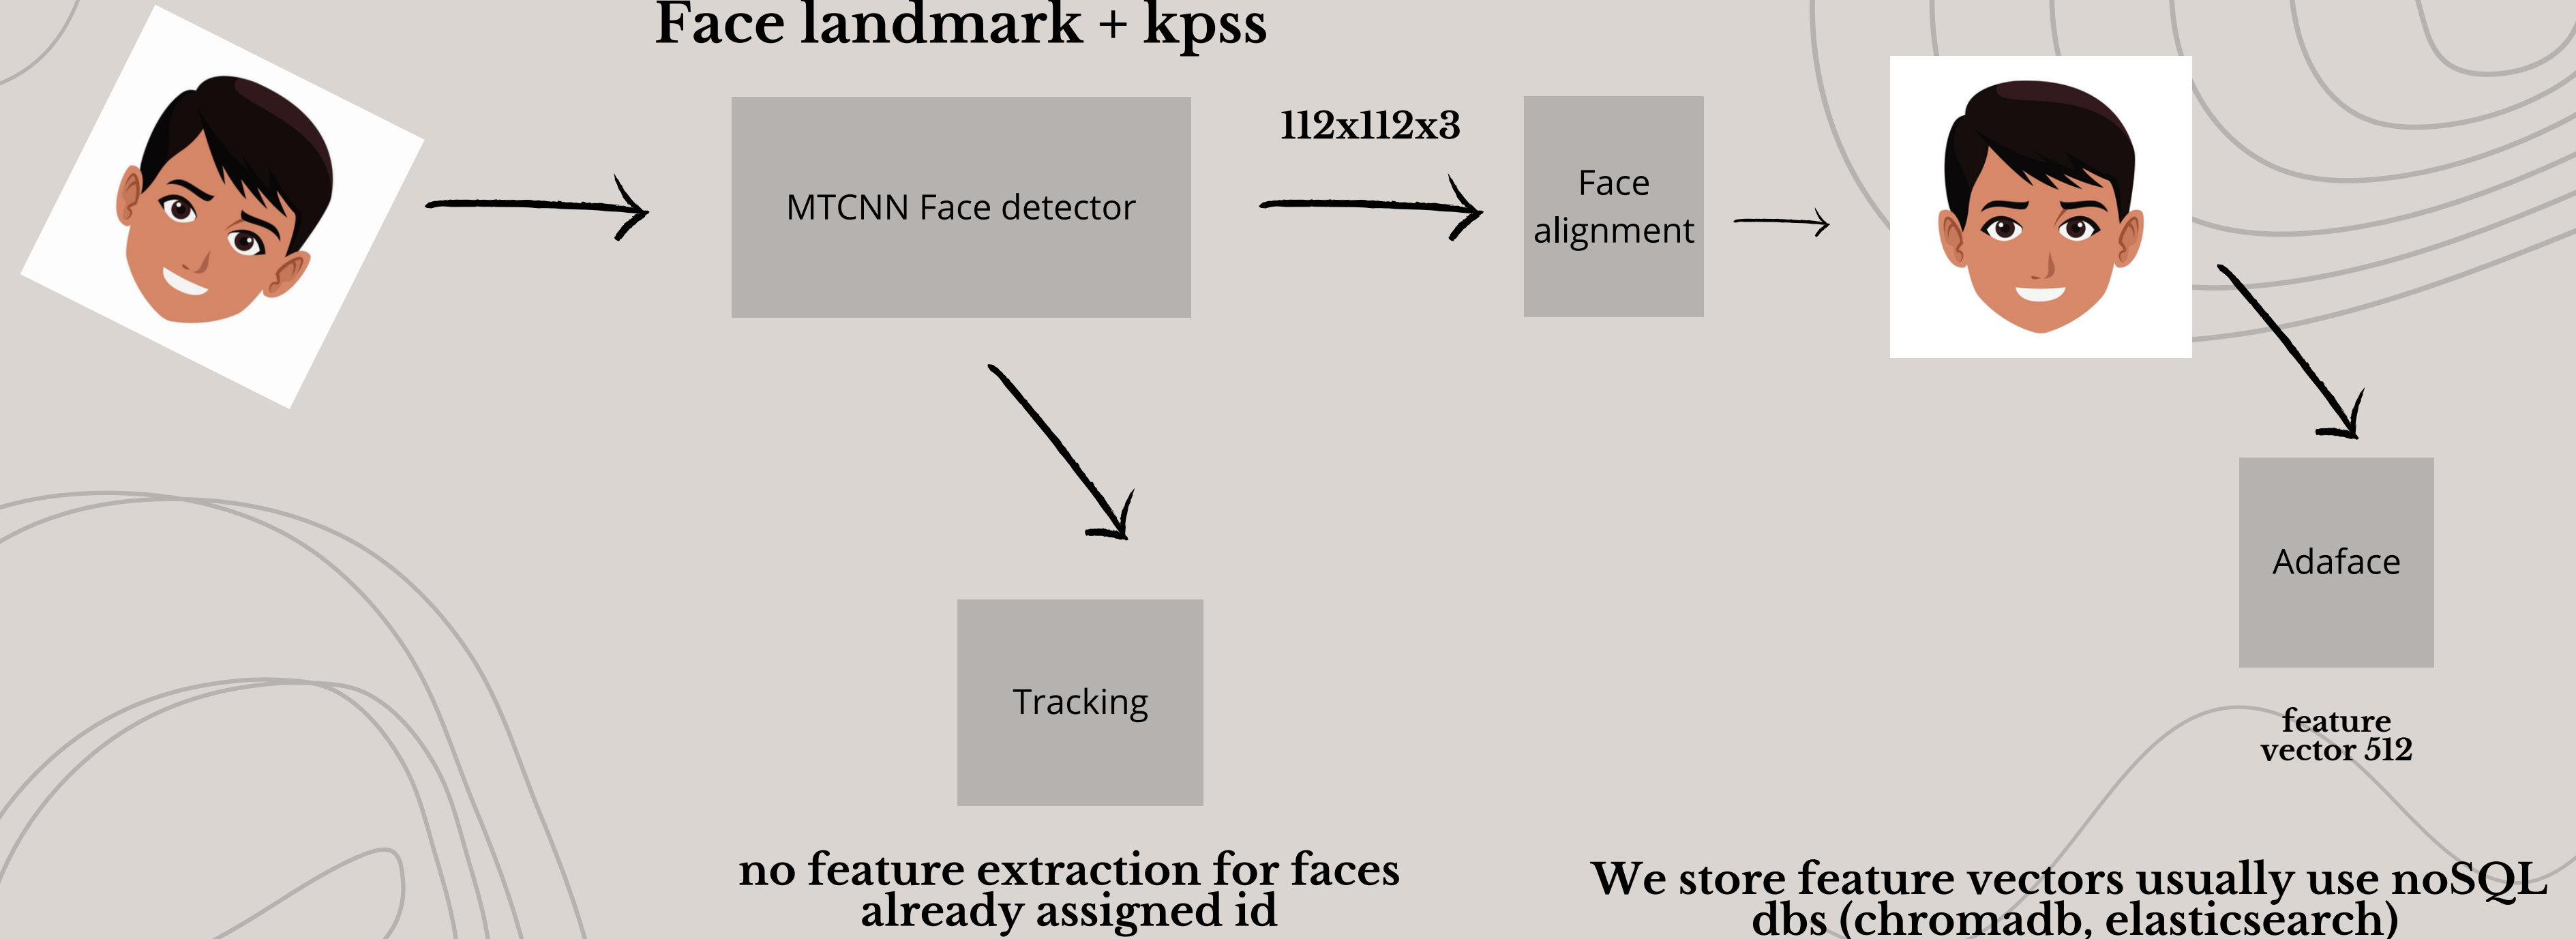 Face landmark + kpss
MTCNN Face detector
112x112x3
Face
alignment
Tracking
no feature extraction for faces
already assigned id
Adaface
feature
vector 512
We store feature vectors usually use noSQL
dbs (chromadb, elasticsearch)